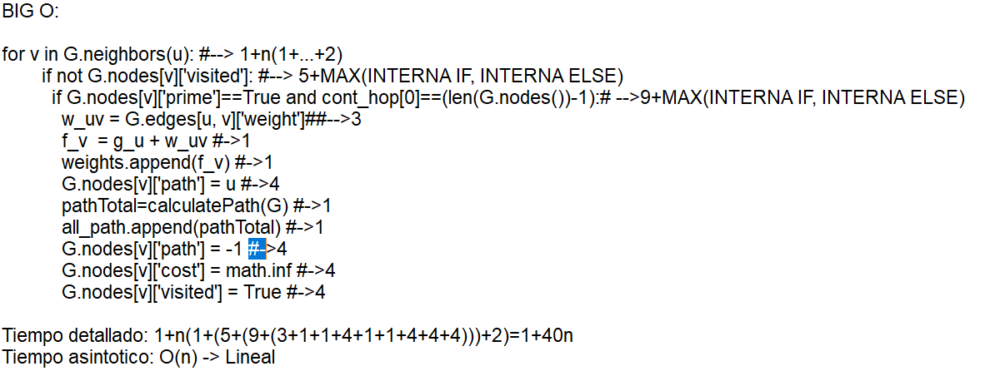 BIG O:
for v in G.neighbors(u): #--> 1+n(1+...+2)
if not G.nodes[v]['visited']: #--> 5+MAX(INTERNA IF, INTERNA ELSE)
if G.nodes[v]['prime']==True and cont_hop[0]==(len(G.nodes())-1):# -->9+MAX(INTERNA IF, INTERNA ELSE)
w_uv = G.edges[u, v]['weight']##-->3
f_v  = g_u + w_uv #->1
weights.append(f_v) #->1
G.nodes[v]['path'] = u #->4
pathTotal=calculatePath(G) #->1
all_path.append(pathTotal) #->1
G.nodes[v]['path'] = -1 #->4
G.nodes[v]['cost'] = math.inf #->4
G.nodes[v]['visited'] = True #->4
Tiempo detallado: 1+n(1+(5+(9+(3+1+1+4+1+1+4+4+4)))+2)=1+40n
Tiempo asintotico: O(n) -> Lineal